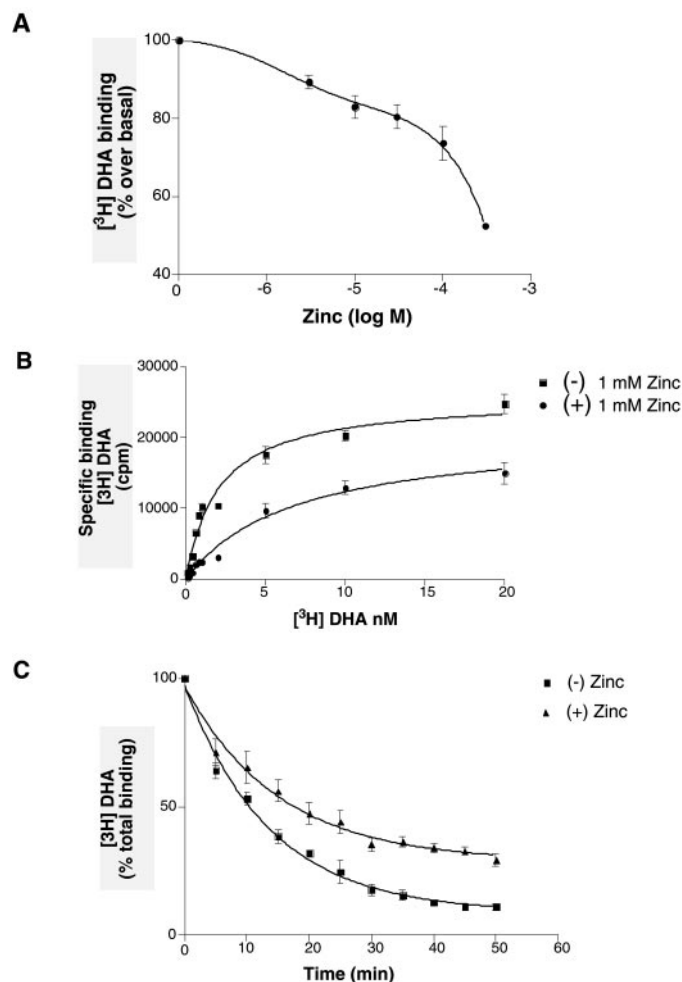 A
[³H] DHA binding
(% over basal)
100
80
60
40
0
-6
-5
-4
-3
Zinc (log M)
B
Specific binding
[³H] DHA
(cpm)
30000
20000
10000
0
0
5
10
15
20
[³H] DHA nM
(-) 1 mM Zinc
(+) 1 mM Zinc
C
[³H] DHA
(% total binding)
100
50
0
0
10
20
30
40
50
60
Time (min)
(-) Zinc
(+) Zinc